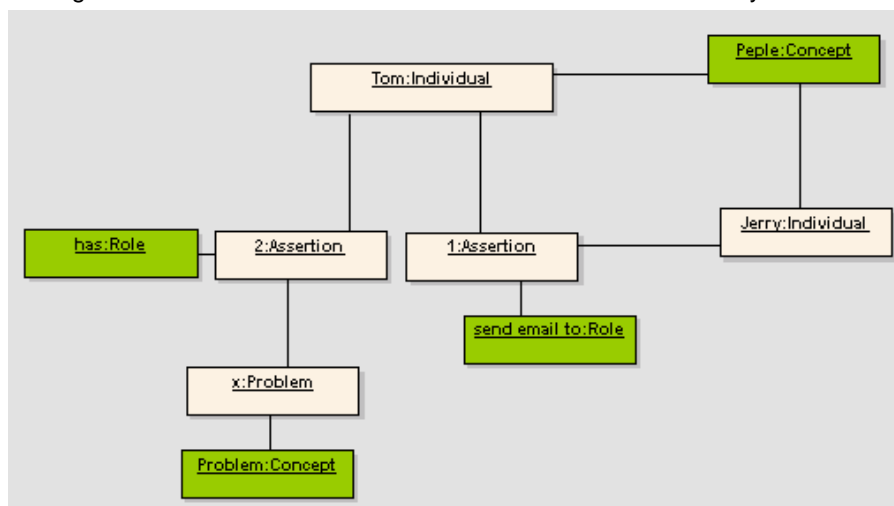 Peple:Concept
Tom:Individual
Jerry:Individual
has:Role
2:Assertion
1:Assertion
send email to:Role
x:Problem
Problem:Concept